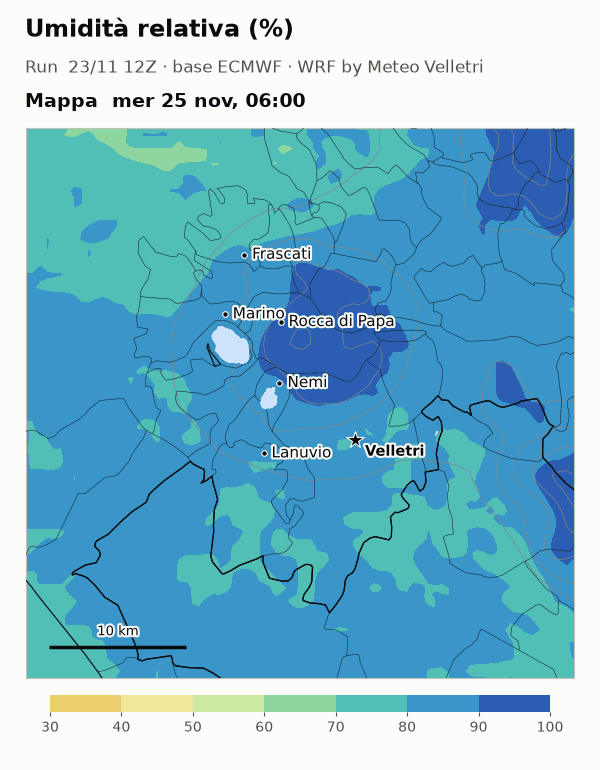 Umidità relativa (%)
Run  23/11 12Z · base ECMWF · WRF by Meteo Velletri
Mappa  mer 25 nov, 06:00
Frascati
Marino
Rocca di Papa
Nemi
Velletri
Lanuvio
10 km
30 40 50 60 70 80 90 100